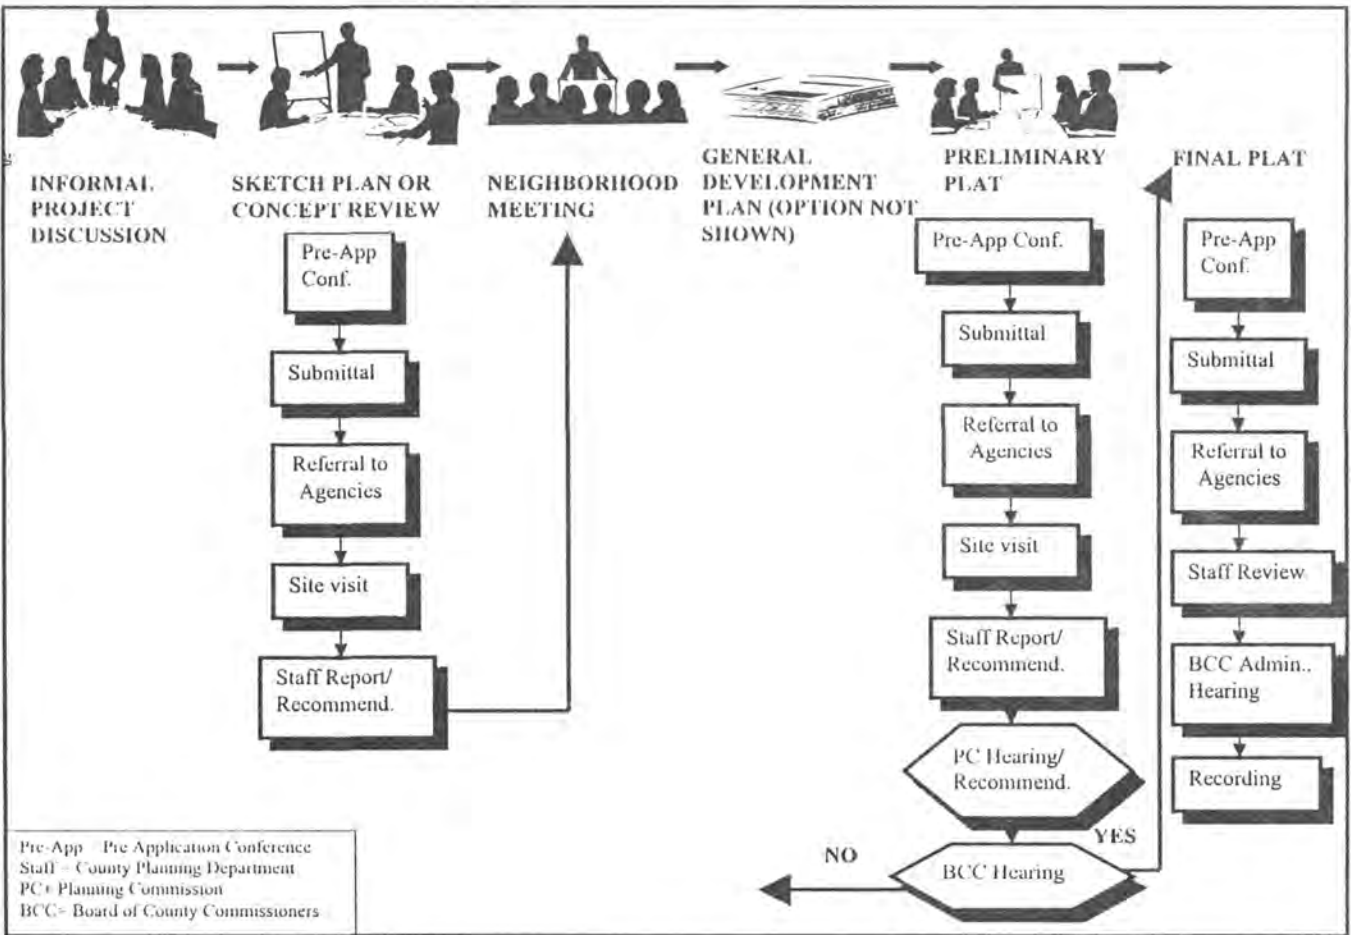 INFORMAL
PROJECT
DISCUSSION
SKETCH PLAN OR
CONCEPT REVIEW
Pre-App
Conf.
Submittal
Referral to
Agencies
Site visit
Staff Report/
Recommend.
NEIGHBORHOOD
MEETING
GENERAL
DEVELOPMENT
PLAN (OPTION NOT
SHOWN)
PRELIMINARY
PLAT
Pre-App Conf.
Submittal
Referral to
Agencies
Site visit
Staff Report/
Recommend.
PC Hearing/
Recommend.
BCC Hearing
NO
YES
FINAL PLAT
Pre-App
Conf.
Submittal
Referral to
Agencies
Staff Review
BCC Admin.,
Hearing
Recording
Pre-App = Pre Application Conference
Staff = County Planning Department
PC= Planning Commission
BCC= Board of County Commissioners